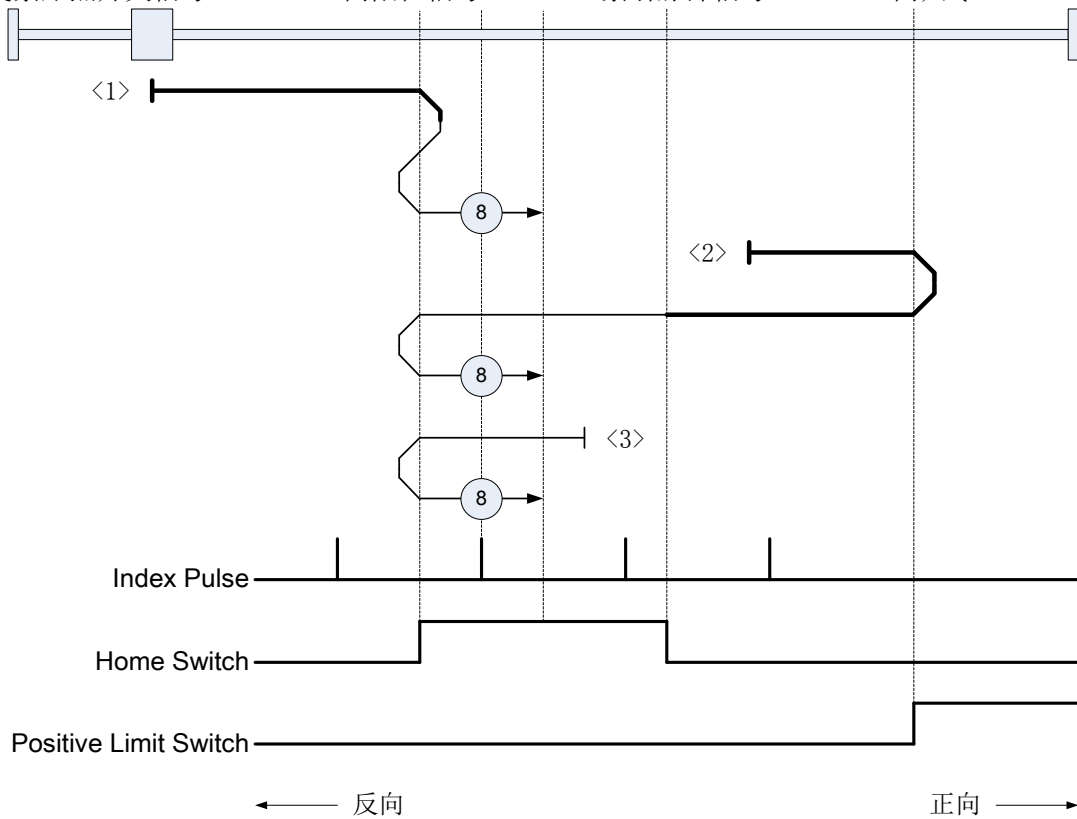 <1>
8
<2>
8
<3>
8
Index Pulse
Home Switch
Positive Limit Switch
反向
正向